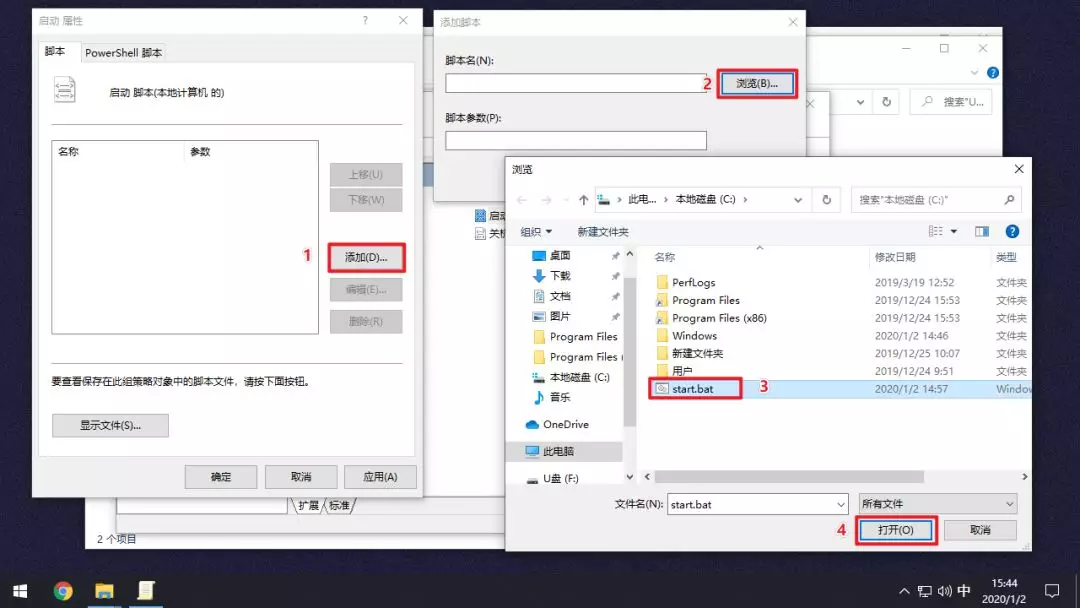 启动 属性
脚本
PowerShell 脚本
启动 脚本(本地计算机 的)
名称
参数
上移(U)
下移(W)
1
添加(D)...
编辑(E)...
删除(R)
要查看保存在此组策略对象中的脚本文件，请按下面按钮。
显示文件(S)...
确定
取消
应用(A)
扩展
标准
2 个项目
添加脚本
脚本名(N):
2
浏览(B)...
脚本参数(P):
搜索"U...
启动
关机
浏览
此电...
本地磁盘 (C:)
搜索"本地磁盘 (C:)"
组织
新建文件夹
桌面
下载
文档
图片
Program Files
Program Files (
本地磁盘 (C:)
音乐
OneDrive
此电脑
U盘 (F:)
名称
修改日期
类型
PerfLogs 2019/3/19 12:52 文件夹
Program Files 2019/12/24 15:53 文件夹
Program Files (x86) 2019/12/24 15:53 文件夹
Windows 2020/1/2 14:46 文件夹
新建文件夹 2019/12/25 10:07 文件夹
用户 2019/12/24 9:51 文件夹
start.bat 3 2020/1/2 14:57 Window
文件名(N):
start.bat
所有文件
4
打开(O)
取消
中
15:44
2020/1/2